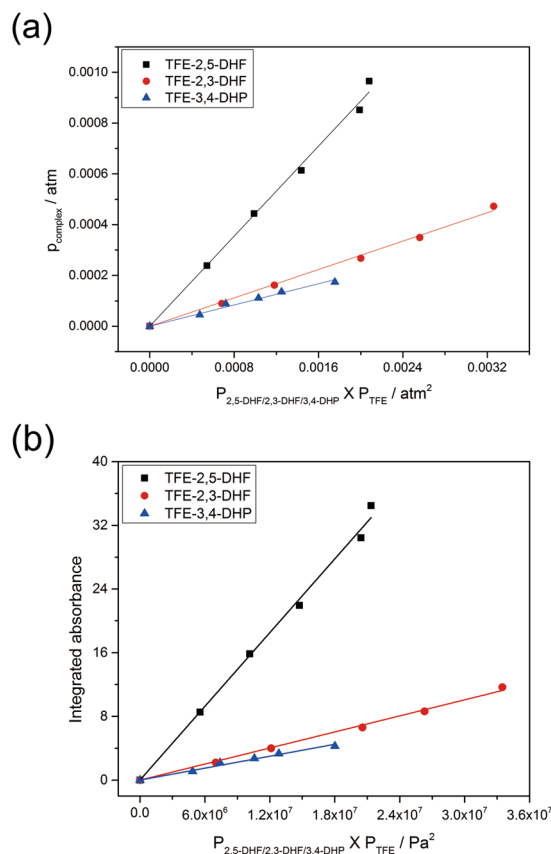 (a)
TFE-2,5-DHF
TFE-2,3-DHF
TFE-3,4-DHP
p_complex / atm
0.0010
0.0008
0.0006
0.0004
0.0002
0.0000
0.0000 0.0008 0.0016 0.0024 0.0032
P_2,5-DHF/2,3-DHF/3,4-DHP X P_TFE / atm²
(b)
TFE-2,5-DHF
TFE-2,3-DHF
TFE-3,4-DHP
Integrated absorbance
40
32
24
16
8
0
0.0 6.0x10⁶ 1.2x10⁷ 1.8x10⁷ 2.4x10⁷ 3.0x10⁷ 3.6x10⁷
P_2,5-DHF/2,3-DHF/3,4-DHP X P_TFE / Pa²